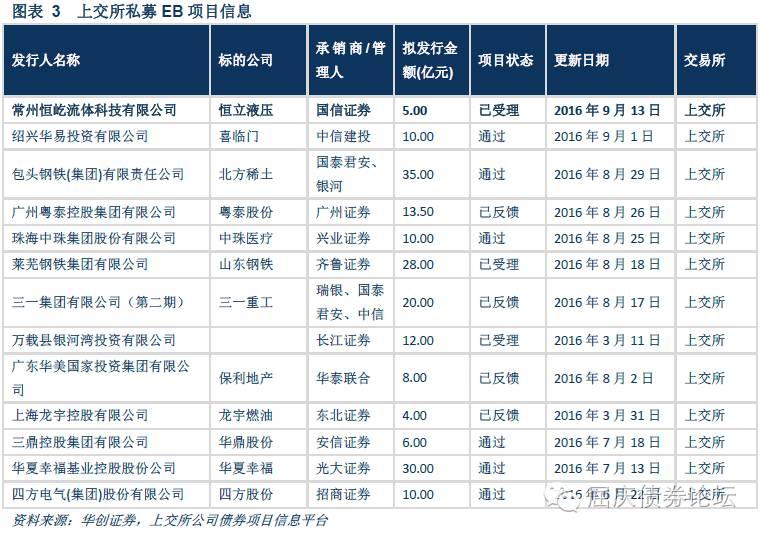 图表 3 上交所私募 EB 项目信息
发行人名称 标的公司 承销商/管理人 拟发行金额(亿元) 项目状态 更新日期 交易所
常州恒屹流体科技有限公司 恒立液压 国信证券 5.00 已受理 2016 年 9 月 13 日 上交所
绍兴华易投资有限公司 喜临门 中信建投 10.00 通过 2016 年 9 月 1 日 上交所
包头钢铁(集团)有限责任公司 北方稀土 国泰君安、银河 35.00 通过 2016 年 8 月 29 日 上交所
广州粤泰控股集团有限公司 粤泰股份 广州证券 13.50 已反馈 2016 年 8 月 26 日 上交所
珠海中珠集团股份有限公司 中珠医疗 兴业证券 10.00 通过 2016 年 8 月 25 日 上交所
莱芜钢铁集团有限公司 山东钢铁 齐鲁证券 28.00 已受理 2016 年 8 月 18 日 上交所
三一集团有限公司（第二期） 三一重工 瑞银、国泰君安、中信 20.00 已反馈 2016 年 8 月 17 日 上交所
万载县银河湾投资有限公司 长江证券 12.00 已受理 2016 年 3 月 11 日 上交所
广东华美国家投资集团有限公司 保利地产 华泰联合 8.00 已反馈 2016 年 8 月 2 日 上交所
上海龙宇控股有限公司 龙宇燃油 东北证券 4.00 已反馈 2016 年 3 月 31 日 上交所
三鼎控股集团有限公司 华鼎股份 安信证券 6.00 通过 2016 年 7 月 18 日 上交所
华夏幸福基业控股股份公司 华夏幸福 光大证券 30.00 通过 2016 年 7 月 13 日 上交所
四方电气(集团)股份有限公司 四方股份 招商证券 10.00 通过 2016 年 6 月 22 日 上交所
屈庆债券论坛
资料来源：华创证券，上交所公司债券项目信息平台